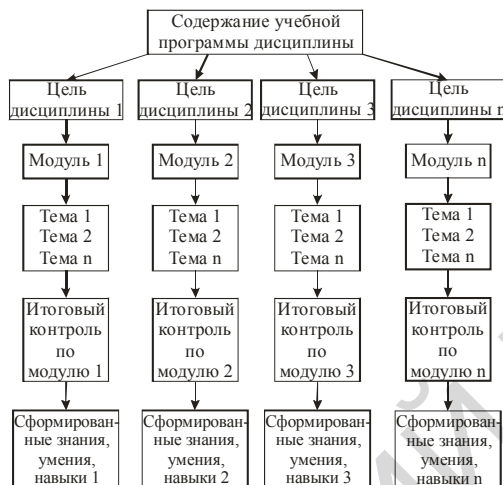 Содержание учебной
программы дисциплины
Цель
дисциплины 1
Цель
дисциплины 2
Цель
дисциплины 3
Цель
дисциплины n
Модуль 1
Модуль 2
Модуль 3
Модуль n
Тема 1
Тема 2
Тема n
Тема 1
Тема 2
Тема n
Тема 1
Тема 2
Тема n
Тема 1
Тема 2
Тема n
Итоговый
контроль
по
модулю 1
Итоговый
контроль
по
модулю 2
Итоговый
контроль
по
модулю 3
Итоговый
контроль
по
модулю n
Сформирован-
ные знания,
умения,
навыки 1
Сформирован-
ные знания,
умения,
навыки 2
Сформирован-
ные знания,
умения,
навыки 3
Сформирован-
ные знания,
умения,
навыки n